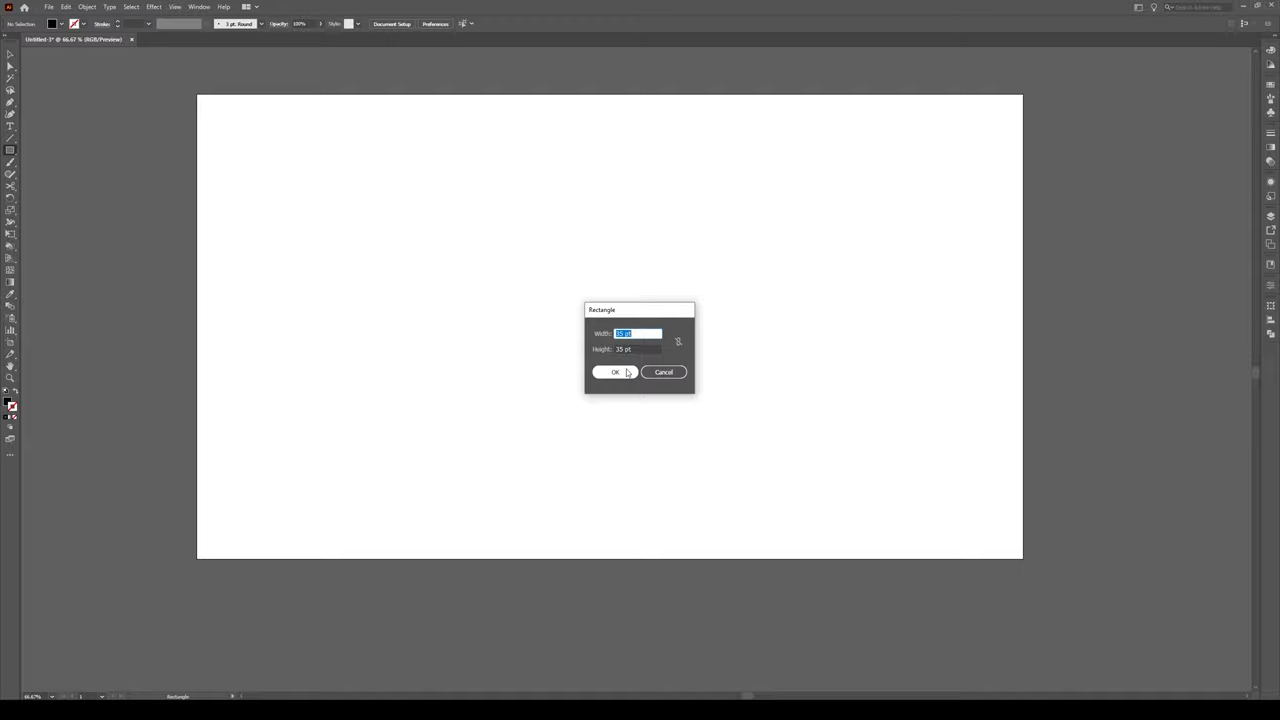 Ai File Edit Object Type Select Effect View Window Help
No Selection Stroke: 3 pt. Round Opacity: 100% Style: Document Setup Preferences
Untitled-3* @ 66.67 % (RGB/Preview) ×
Rectangle
Width: 35 pt
Height: 35 pt
OK Cancel
66.67% 1 Rectangle